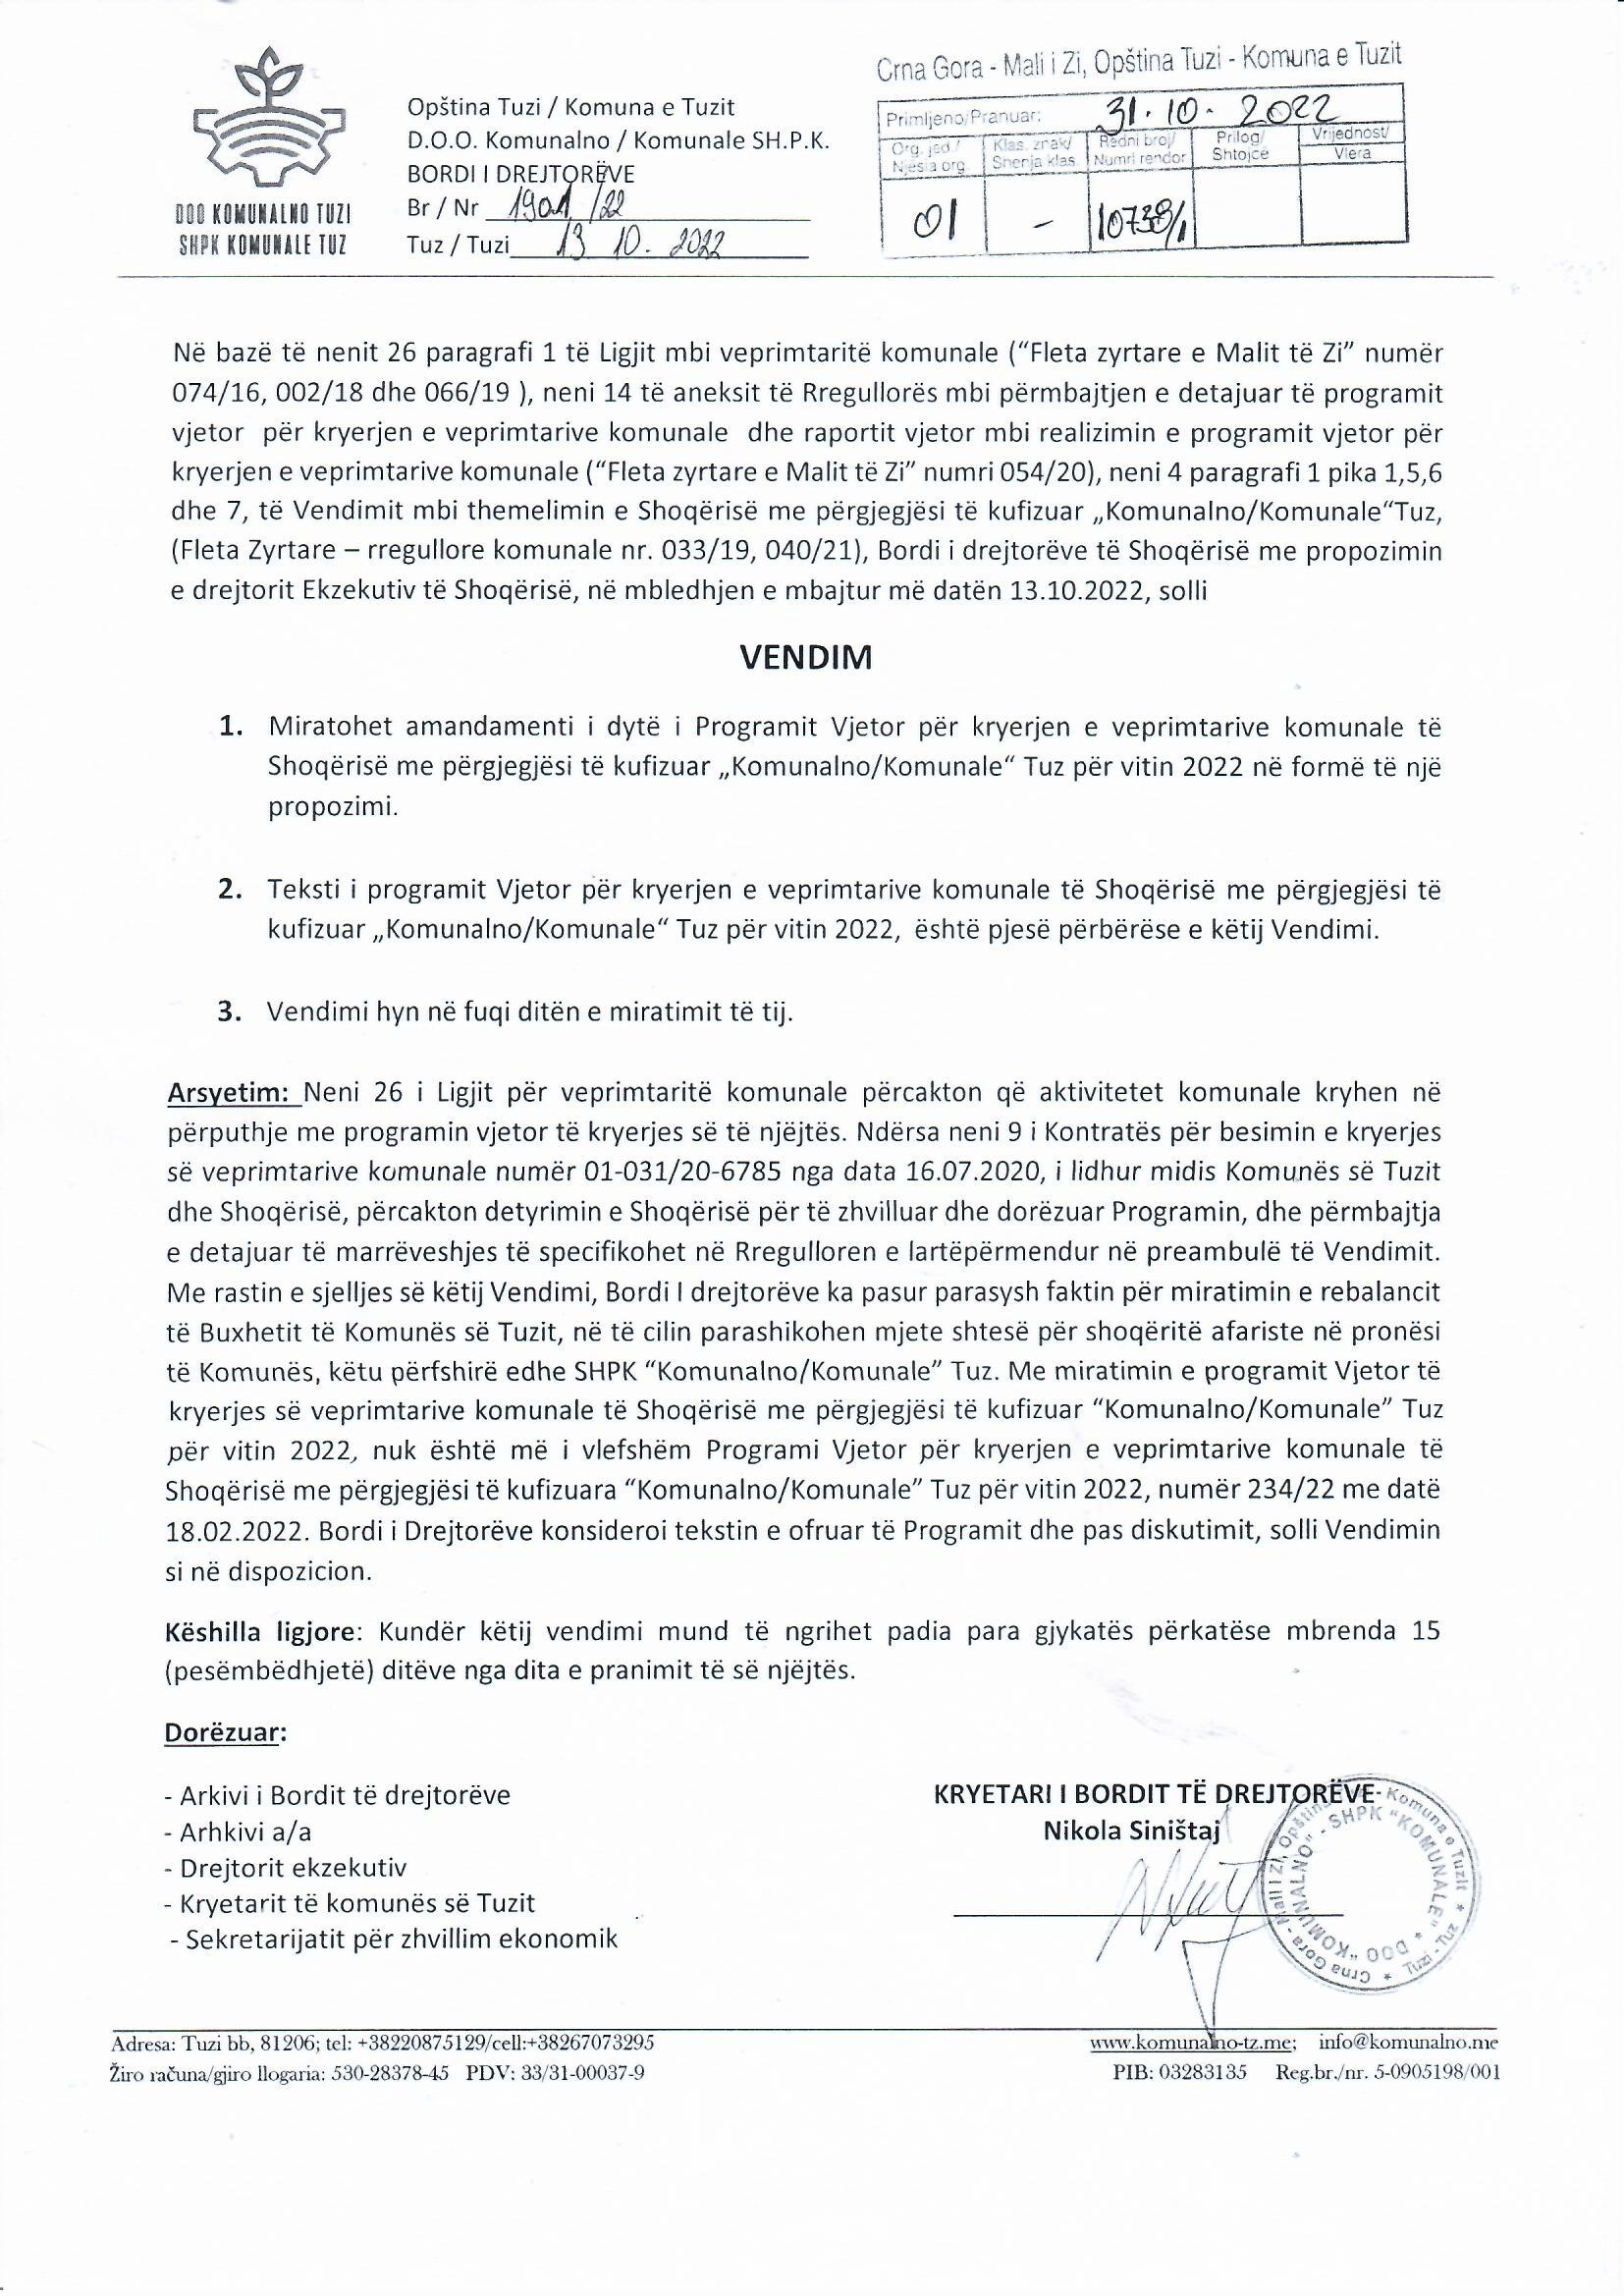 DOO KOMUNALNO TUZI
SHPK KOMUNALE TUZ
Opština Tuzi / Komuna e Tuzit
D.O.O. Komunalno / Komunale SH.P.K.
BORDI I DREJTORËVE
Br / Nr 1901/22
Tuz / Tuzi 13 10. 2022
Crna Gora - Mali i Zi, Opština Tuzi - Komuna e Tuzit
Primljeno/Pranuar: 31.10.2022
Org. jed./ Klas. znak/ Redni broj/ Prilog/ Vrijednost/
Njesia org. Shenja klas. Numri rendor Shtojce Vlera
01 - 10738/1
Në bazë të nenit 26 paragrafi 1 të Ligjit mbi veprimtaritë komunale (“Fleta zyrtare e Malit të Zi” numër
074/16, 002/18 dhe 066/19 ), neni 14 të aneksit të Rregullorës mbi përmbajtjen e detajuar të programit
vjetor për kryerjen e veprimtarive komunale dhe raportit vjetor mbi realizimin e programit vjetor për
kryerjen e veprimtarive komunale (“Fleta zyrtare e Malit të Zi” numri 054/20), neni 4 paragrafi 1 pika 1,5,6
dhe 7, të Vendimit mbi themelimin e Shoqërisë me përgjegjësi të kufizuar „Komunalno/Komunale“Tuz,
(Fleta Zyrtare – rregullore komunale nr. 033/19, 040/21), Bordi i drejtorëve të Shoqërisë me propozimin
e drejtorit Ekzekutiv të Shoqërisë, në mbledhjen e mbajtur më datën 13.10.2022, solli
VENDIM
1. Miratohet amandamenti i dytë i Programit Vjetor për kryerjen e veprimtarive komunale të
Shoqërisë me përgjegjësi të kufizuar „Komunalno/Komunale“ Tuz për vitin 2022 në formë të një
propozimi.
2. Teksti i programit Vjetor për kryerjen e veprimtarive komunale të Shoqërisë me përgjegjësi të
kufizuar „Komunalno/Komunale“ Tuz për vitin 2022, është pjesë përbërëse e këtij Vendimi.
3. Vendimi hyn në fuqi ditën e miratimit të tij.
Arsyetim: Neni 26 i Ligjit për veprimtaritë komunale përcakton që aktivitetet komunale kryhen në
përputhje me programin vjetor të kryerjes së të njëjtës. Ndërsa neni 9 i Kontratës për besimin e kryerjes
së veprimtarive komunale numër 01-031/20-6785 nga data 16.07.2020, i lidhur midis Komunës së Tuzit
dhe Shoqërisë, përcakton detyrimin e Shoqërisë për të zhvilluar dhe dorëzuar Programin, dhe përmbajtja
e detajuar të marrëveshjes të specifikohet në Rregulloren e lartëpërmendur në preambulë të Vendimit.
Me rastin e sjelljes së këtij Vendimi, Bordi I drejtorëve ka pasur parasysh faktin për miratimin e rebalancit
të Buxhetit të Komunës së Tuzit, në të cilin parashikohen mjete shtesë për shoqëritë afariste në pronësi
të Komunës, këtu përfshirë edhe SHPK “Komunalno/Komunale” Tuz. Me miratimin e programit Vjetor të
kryerjes së veprimtarive komunale të Shoqërisë me përgjegjësi të kufizuar “Komunalno/Komunale” Tuz
për vitin 2022, nuk është më i vlefshëm Programi Vjetor për kryerjen e veprimtarive komunale të
Shoqërisë me përgjegjësi të kufizuara “Komunalno/Komunale” Tuz për vitin 2022, numër 234/22 me datë
18.02.2022. Bordi i Drejtorëve konsideroi tekstin e ofruar të Programit dhe pas diskutimit, solli Vendimin
si në dispozicion.
Këshilla ligjore: Kundër këtij vendimi mund të ngrihet padia para gjykatës përkatëse mbrenda 15
(pesëmbëdhjetë) ditëve nga dita e pranimit të së njëjtës.
Dorëzuar:
- Arkivi i Bordit të drejtorëve
- Arhkivi a/a
- Drejtorit ekzekutiv
- Kryetarit të komunës së Tuzit
- Sekretarijatit për zhvillim ekonomik
KRYETARI I BORDIT TË DREJTORËVE
Nikola Siništaj
Crna Gora - Mali i Zi, Opština - Komuna e Tuzit * Tuzi - Tuz *
DOO "KOMUNALNO" - SHPK "KOMUNALE" *
Adresa: Tuzi bb, 81206; tel: +38220875129/cell:+38267073295
Žiro računa/gjiro llogaria: 530-28378-45 PDV: 33/31-00037-9
www.komunalno-tz.me; info@komunalno.me
PIB: 03283135 Reg.br./nr. 5-0905198/001